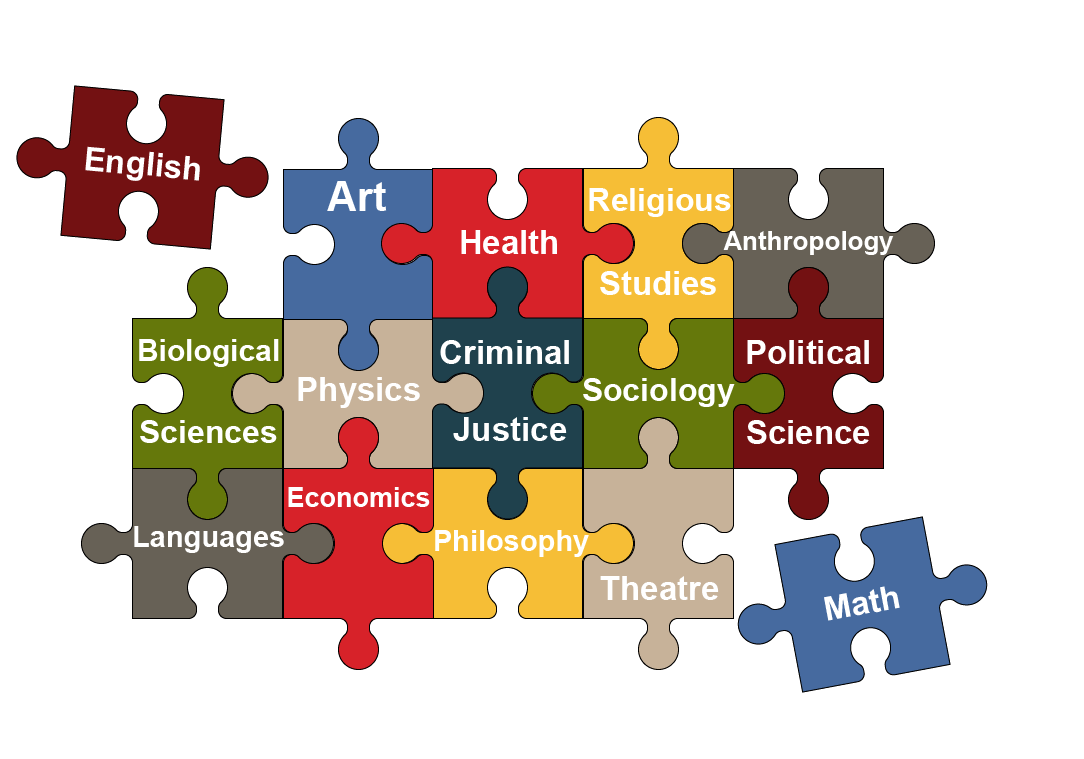 English
Art
Health
Religious
Studies
Anthropology
Biological
Sciences
Physics
Criminal
Justice
Sociology
Political
Science
Languages
Economics
Philosophy
Theatre
Math